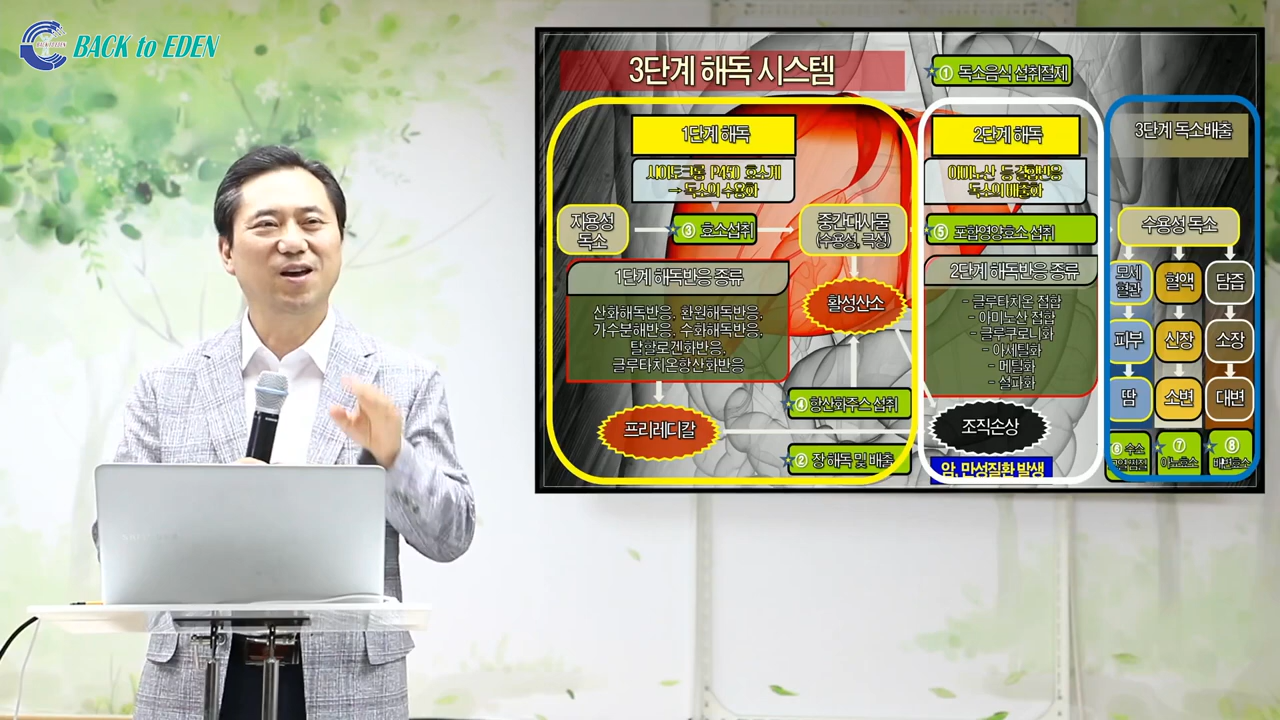 BACK to EDEN
3단계 해독 시스템
① 독소음식 섭취절제
1단계 해독
사이토크롬 P450 효소계
→ 독소의 수용화
지용성
독소
③ 효소섭취
중간대사물
(수용성, 극성)
1단계 해독반응 종류
산화해독반응, 환원해독반응,
가수분해반응, 수화해독반응,
탈할로겐화반응,
글루타치온항산화반응
활성산소
④ 항산화주스 섭취
프리레디칼
② 장 해독 및 배출
2단계 해독
아미노산 등 결합반응
독소의 배출화
⑤ 포합영양효소 섭취
2단계 해독반응 종류
- 글루타치온 접합
- 아미노산 접합
- 글루쿠로니화
- 아세틸화
- 메틸화
- 설파화
조직손상
암, 만성질환 발생
3단계 독소배출
수용성 독소
모세
혈관
혈액
담즙
피부
신장
소장
땀
소변
대변
⑥ 수소
⑦
이뇨효소
⑧
배변효소